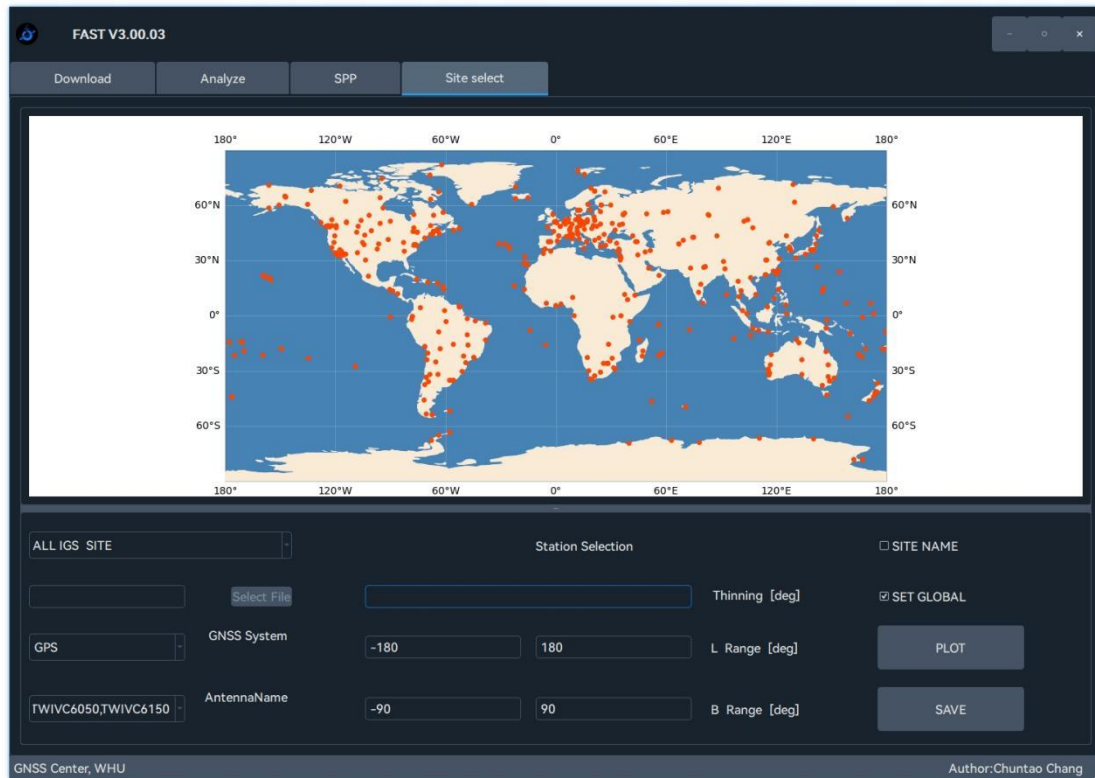 FAST V3.00.03
Download Analyze SPP Site select
180° 120°W 60°W 0° 60°E 120°E 180°
60°N 60°N
30°N 30°N
0° 0°
30°S 30°S
60°S 60°S
180° 120°W 60°W 0° 60°E 120°E 180°
ALL IGS SITE Station Selection SITE NAME
Select File Thinning [deg] SET GLOBAL
GPS GNSS System -180 180 L Range [deg] PLOT
TWIVC6050,TWIVC6150 AntennaName -90 90 B Range [deg] SAVE
GNSS Center, WHU Author:Chuntao Chang